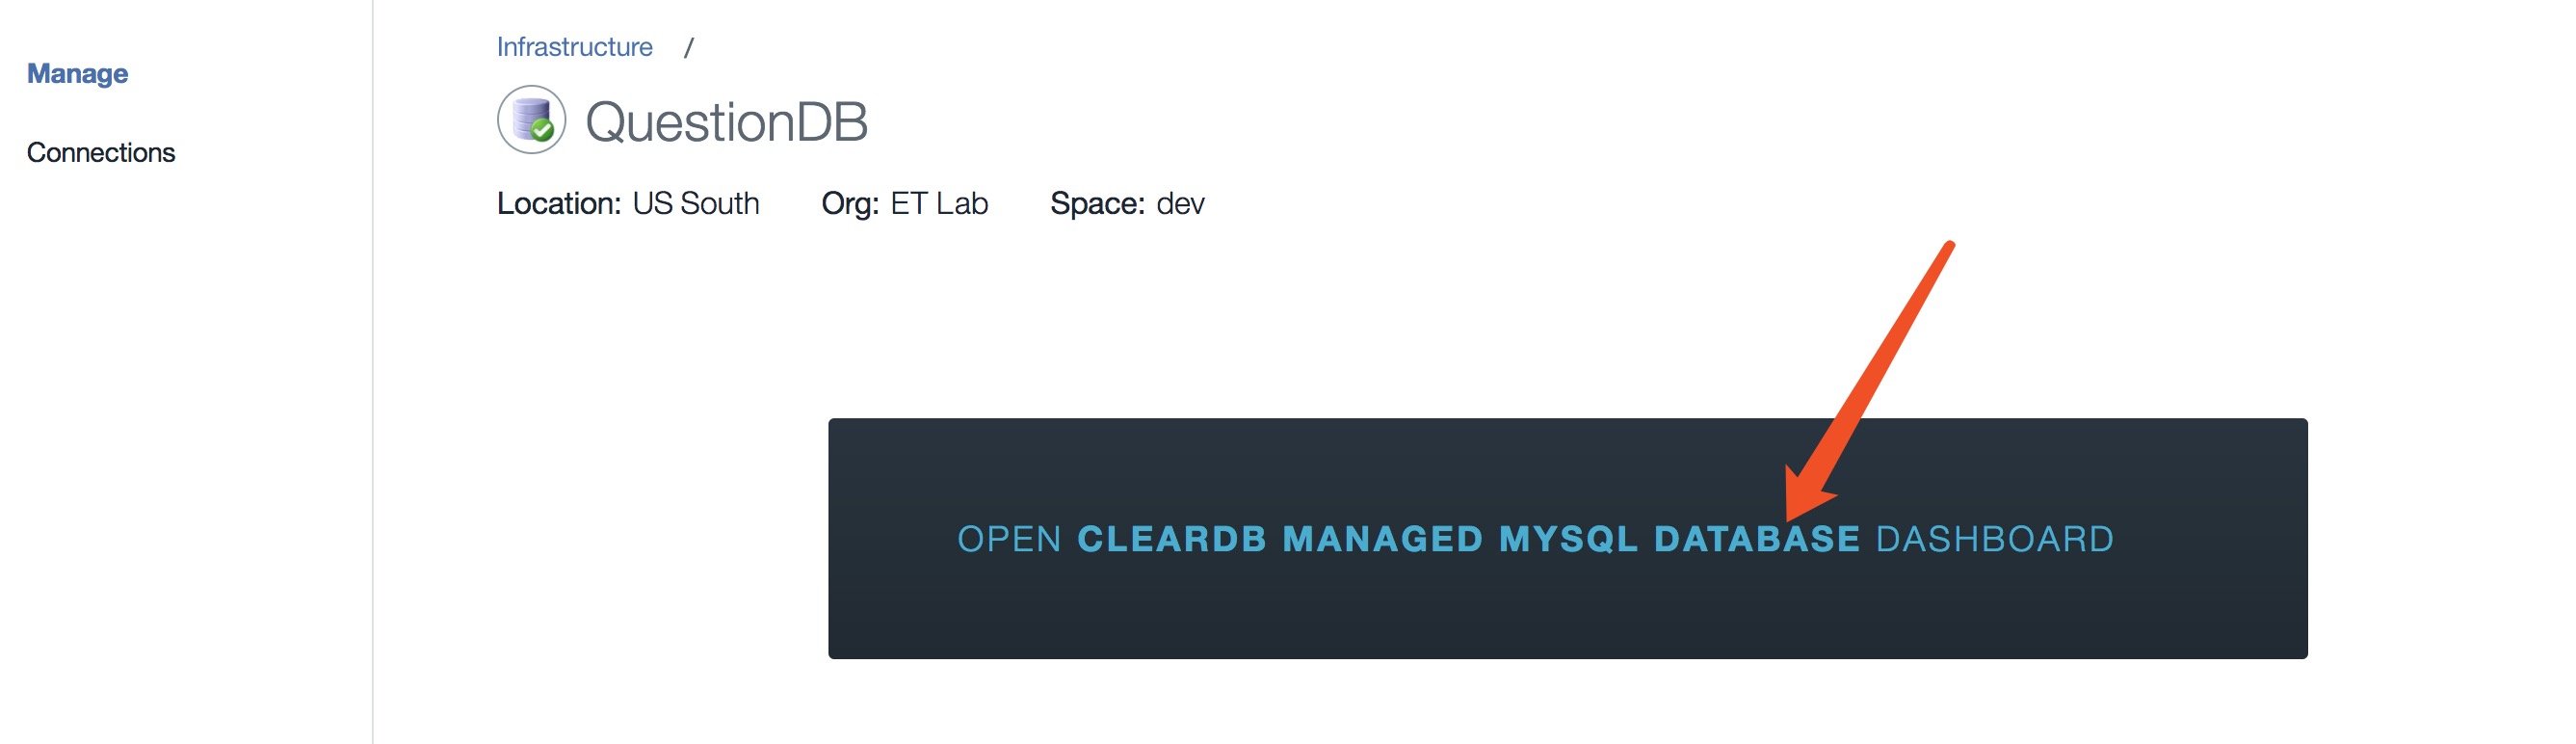 Manage
Connections
Infrastructure /
QuestionDB
Location: US South Org: ET Lab Space: dev
OPEN CLEARDB MANAGED MYSQL DATABASE DASHBOARD